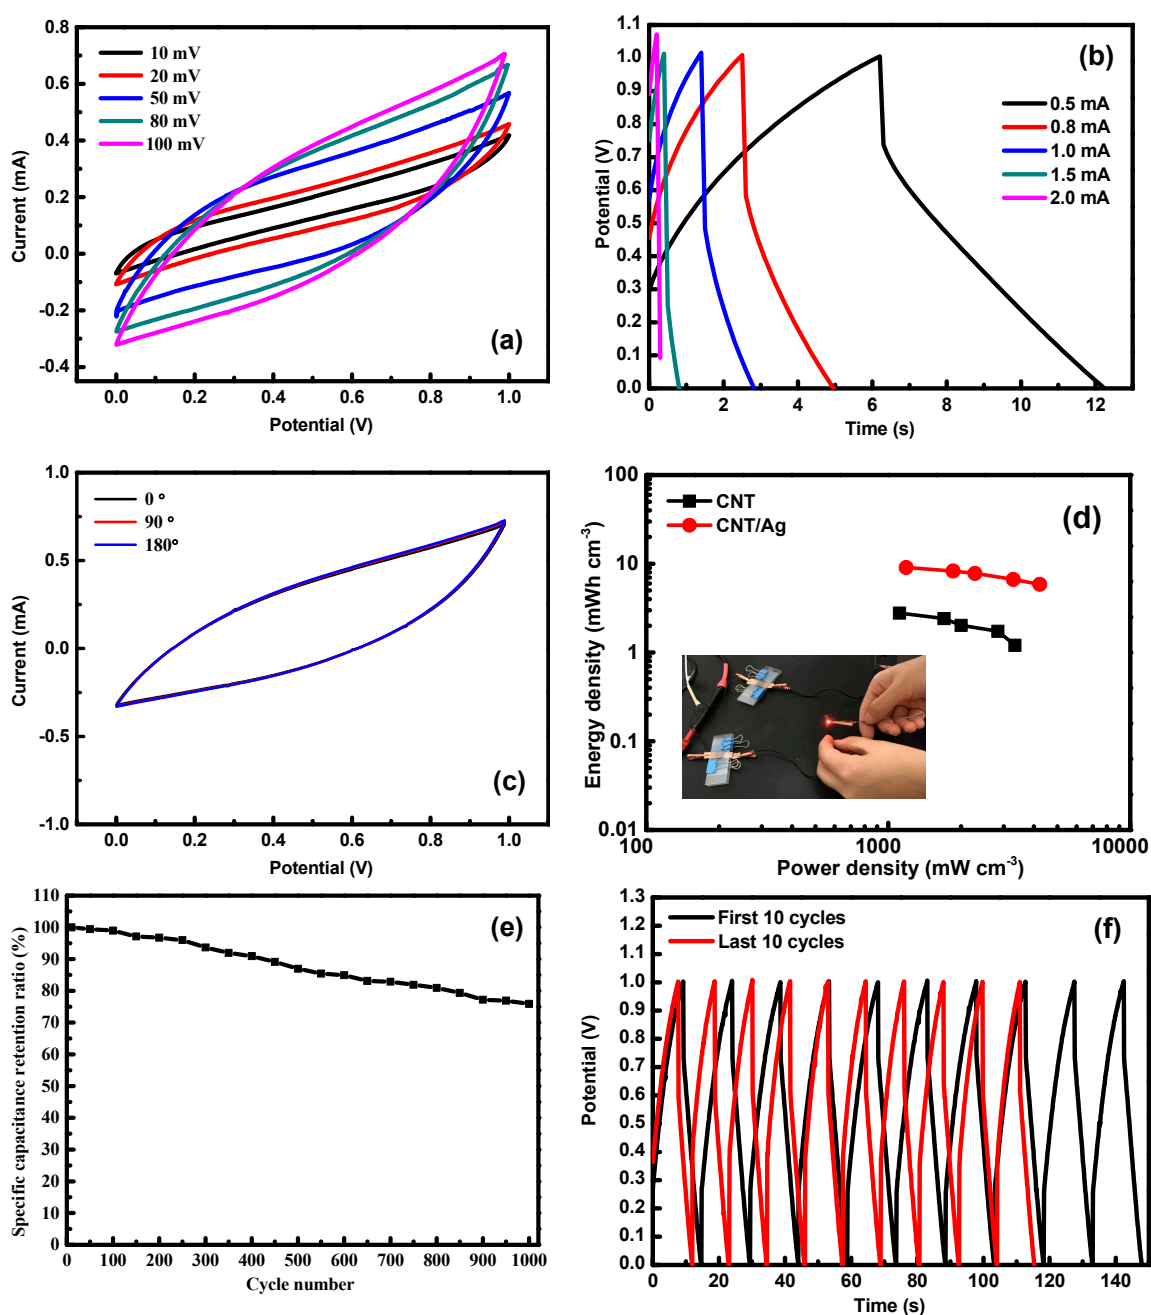 0.8
0.6
0.4
0.2
0.0
-0.2
-0.4
Current (mA)
10 mV
20 mV
50 mV
80 mV
100 mV
(a)
0.0 0.2 0.4 0.6 0.8 1.0
Potential (V)
1.1
1.0
0.9
0.8
0.7
0.6
0.5
0.4
0.3
0.2
0.1
0.0
Potential (V)
(b)
0.5 mA
0.8 mA
1.0 mA
1.5 mA
2.0 mA
0 2 4 6 8 10 12
Time (s)
1.0
0.5
0.0
-0.5
-1.0
Current (mA)
0 °
90 °
180°
(c)
0.0 0.2 0.4 0.6 0.8 1.0
Potential (V)
100
10
1
0.1
0.01
Energy density (mWh cm-3)
CNT
CNT/Ag
(d)
100 1000 10000
Power density (mW cm-3)
110
100
90
80
70
60
50
40
30
20
10
0
Specific capacitance retention ratio (%)
(e)
0 100 200 300 400 500 600 700 800 900 1000
Cycle number
1.3
1.2
1.1
1.0
0.9
0.8
0.7
0.6
0.5
0.4
0.3
0.2
0.1
0.0
Potential (V)
First 10 cycles
Last 10 cycles
(f)
0 20 40 60 80 100 120 140
Time (s)